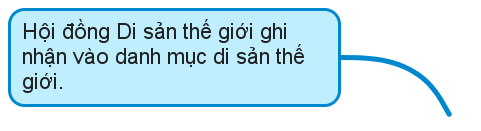 Hội đồng Di sản thế giới ghi
nhận vào danh mục di sản thế
giới.